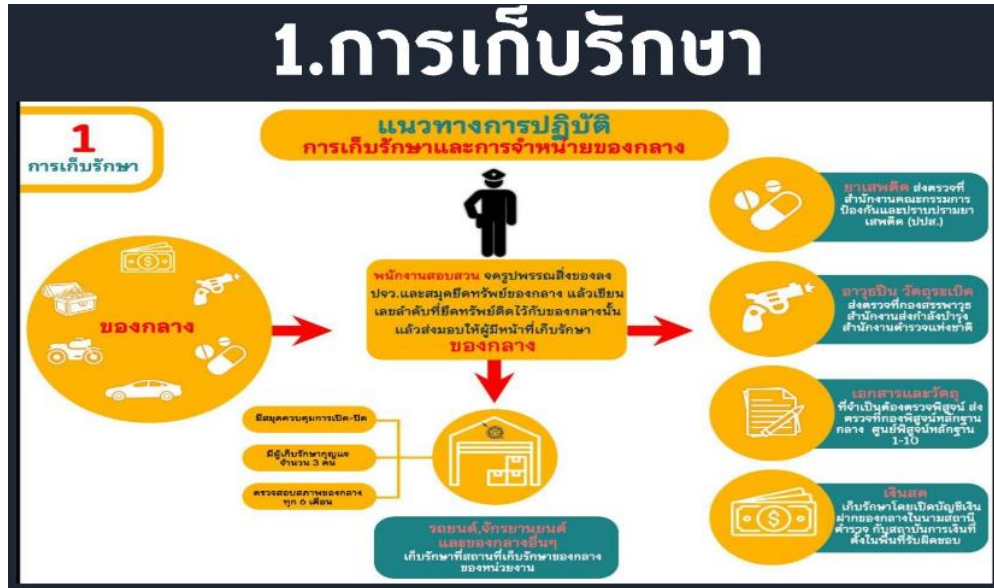 1.การเก็บรักษา
1
การเก็บรักษา
แนวทางการปฏิบัติ
การเก็บรักษาและการจำหน่ายของกลาง
ของกลาง
พนักงานสอบสวน จดรูปพรรณสิ่งของลง
ปจว.และสมุดยึดทรัพย์ของกลาง แล้วเขียน
เลขลำดับที่ยึดทรัพย์ติดไว้กับของกลางนั้น
แล้วส่งมอบให้ผู้มีหน้าที่เก็บรักษา
ของกลาง
มีสมุดควบคุมการเปิด-ปิด
มีผู้เก็บรักษากุญแจ
จำนวน 3 คน
ตรวจสอบสภาพของกลาง
ทุก 6 เดือน
รถยนต์,จักรยานยนต์
และของกลางอื่นๆ
เก็บรักษาที่สถานที่เก็บรักษาของกลาง
ของหน่วยงาน
ยาเสพติด ส่งตรวจที่
สำนักงานคณะกรรมการ
ป้องกันและปราบปรามยา
เสพติด (ปปส.)
อาวุธปืน วัตถุระเบิด
ส่งตรวจที่กองสรรพาวุธ
สำนักงานส่งกำลังบำรุง
สำนักงานตำรวจแห่งชาติ
เอกสารและวัตถุ
ที่จำเป็นต้องตรวจพิสูจน์ ส่ง
ตรวจที่กองพิสูจน์หลักฐาน
กลาง ศูนย์พิสูจน์หลักฐาน
1-10
เงินสด
เก็บรักษาโดยเปิดบัญชีเงิน
ฝากของกลางในนามสถานี
ตำรวจ กับสถาบันการเงินที่
ตั้งในพื้นที่รับผิดชอบ